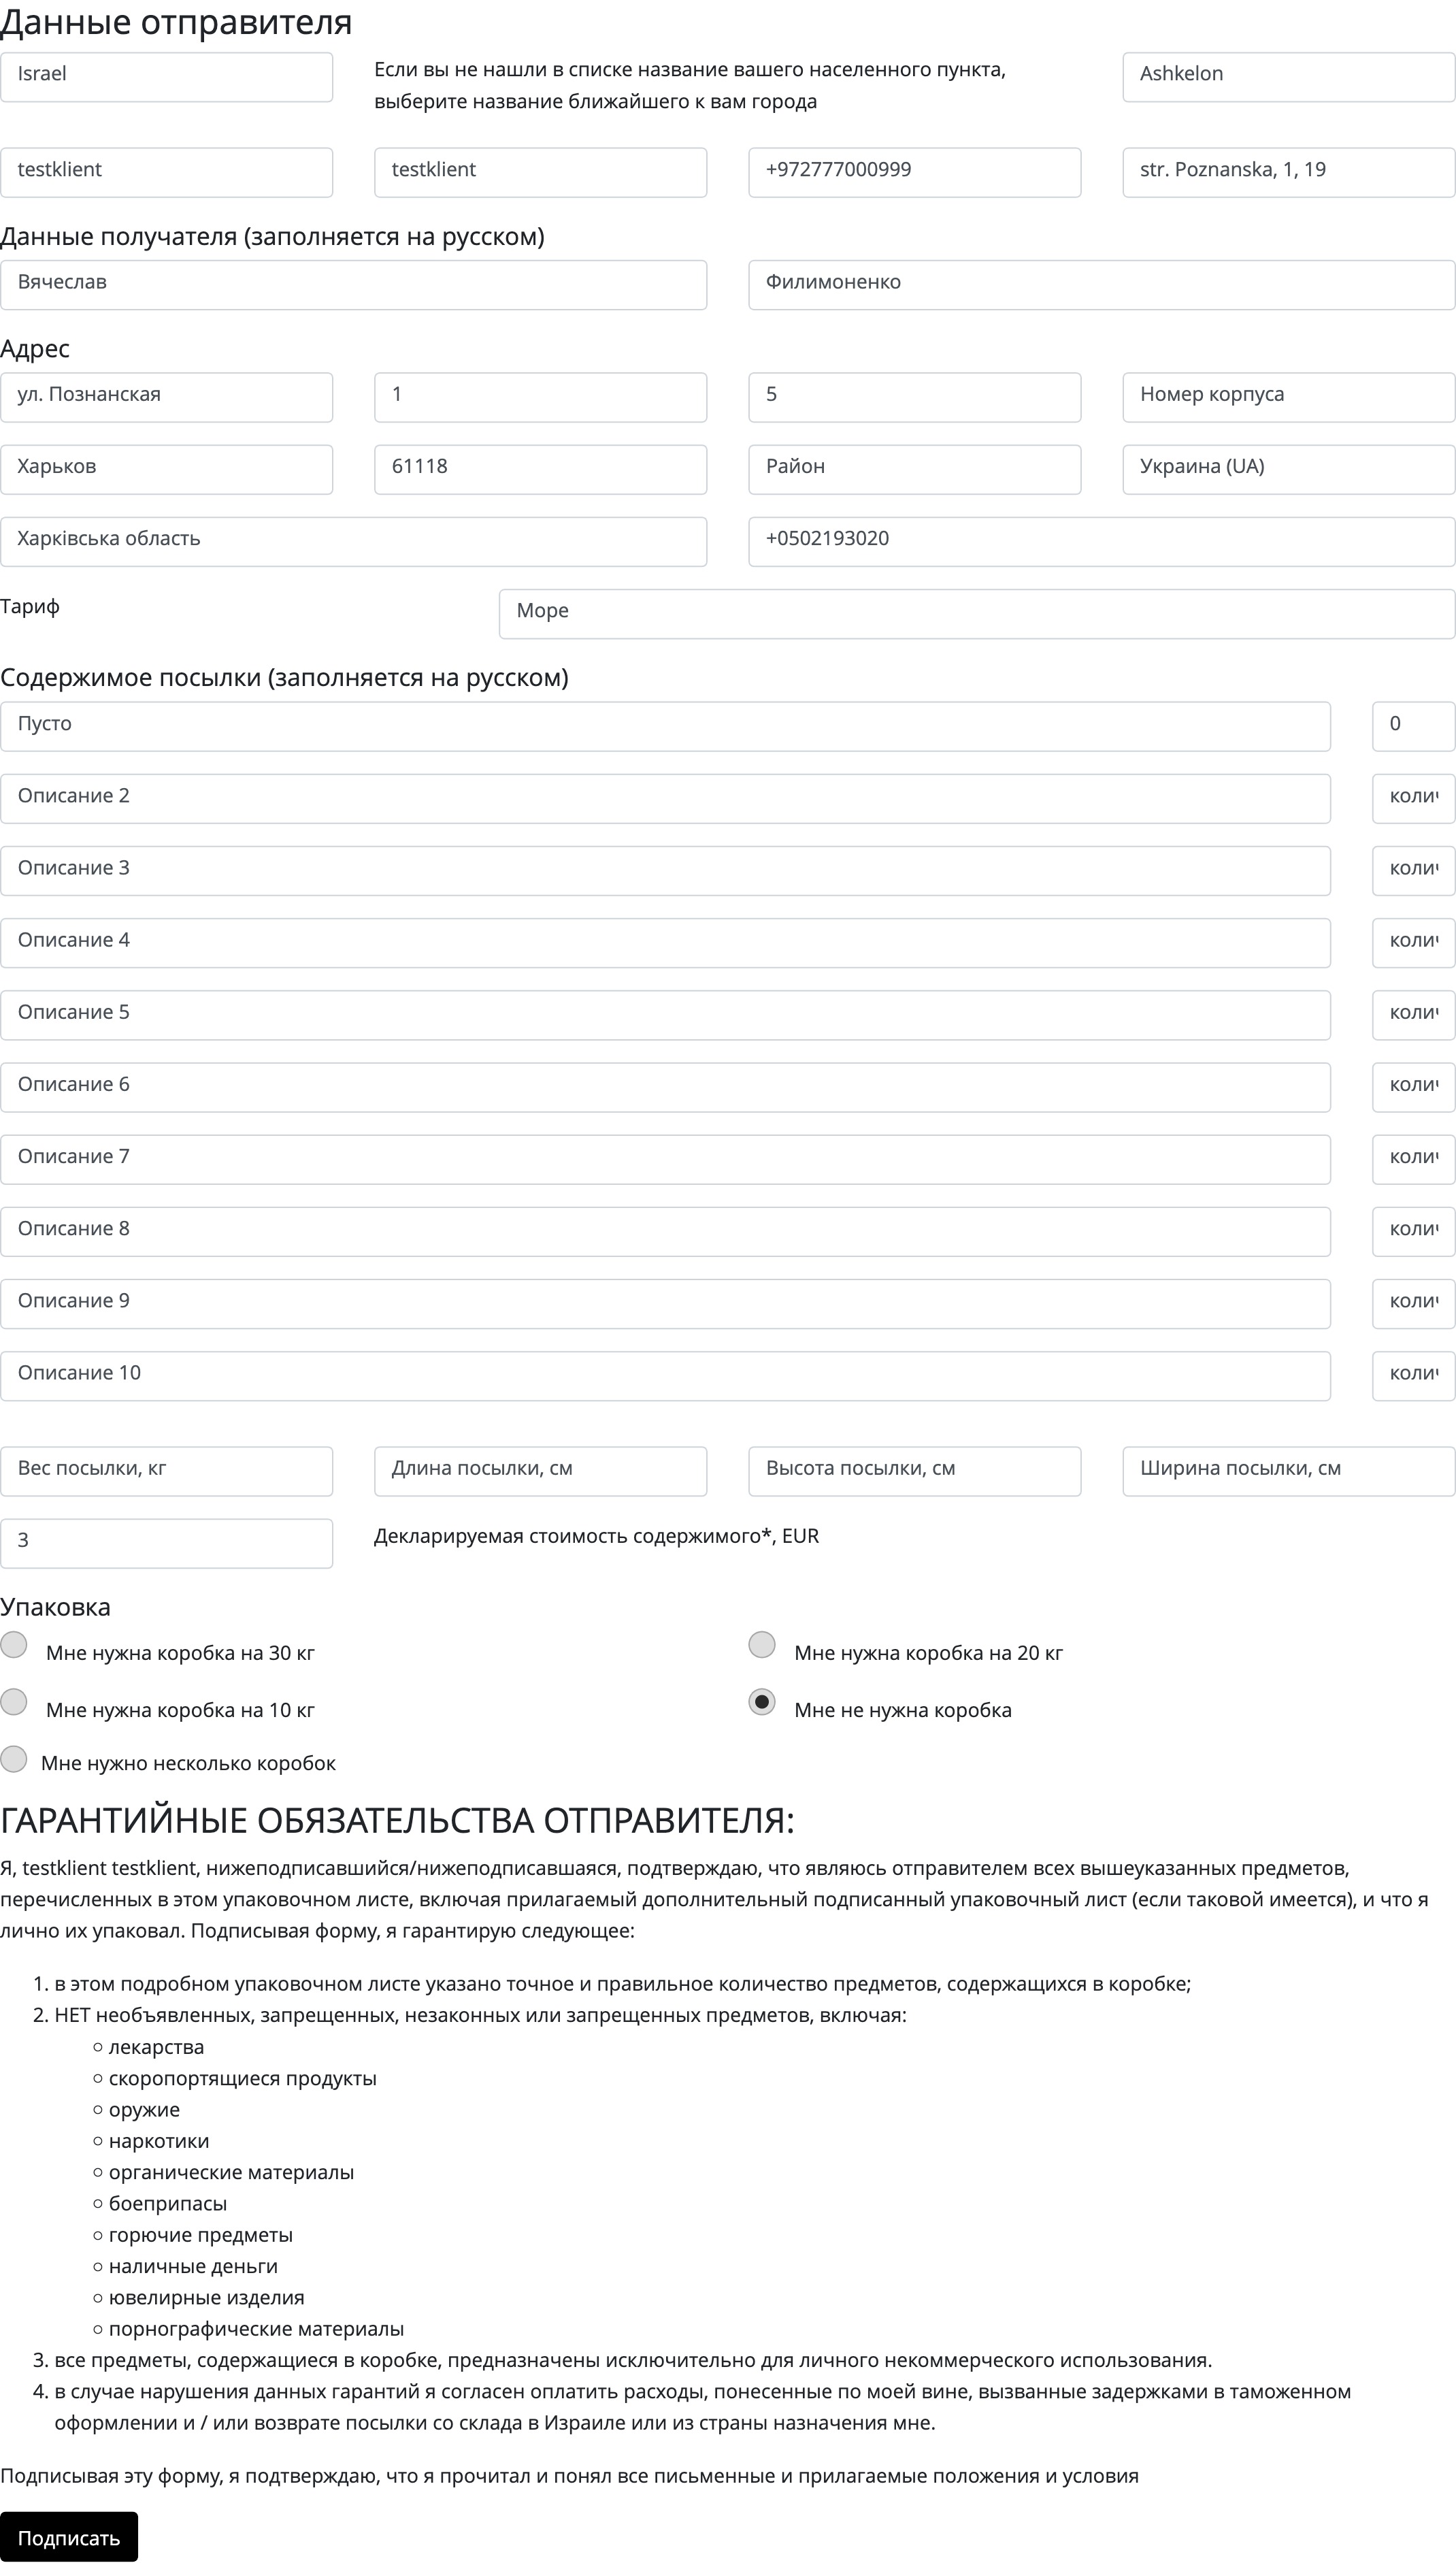 Данные отправителя
Israel
Если вы не нашли в списке название вашего населенного пункта,
выберите название ближайшего к вам города
Ashkelon
testklient testklient +972777000999 str. Poznanska, 1, 19
Данные получателя (заполняется на русском)
Вячеслав Филимоненко
Адрес
ул. Познанская 1 5 Номер корпуса
Харьков 61118 Район Украина (UA)
Харківська область +0502193020
Тариф Море
Содержимое посылки (заполняется на русском)
Пусто 0
Описание 2 колич
Описание 3 колич
Описание 4 колич
Описание 5 колич
Описание 6 колич
Описание 7 колич
Описание 8 колич
Описание 9 колич
Описание 10 колич
Вес посылки, кг Длина посылки, см Высота посылки, см Ширина посылки, см
3 Декларируемая стоимость содержимого*, EUR
Упаковка
Мне нужна коробка на 30 кг Мне нужна коробка на 20 кг
Мне нужна коробка на 10 кг Мне не нужна коробка
Мне нужно несколько коробок
ГАРАНТИЙНЫЕ ОБЯЗАТЕЛЬСТВА ОТПРАВИТЕЛЯ:
Я, testklient testklient, нижеподписавшийся/нижеподписавшаяся, подтверждаю, что являюсь отправителем всех вышеуказанных предметов,
перечисленных в этом упаковочном листе, включая прилагаемый дополнительный подписанный упаковочный лист (если таковой имеется), и что я
лично их упаковал. Подписывая форму, я гарантирую следующее:
1. в этом подробном упаковочном листе указано точное и правильное количество предметов, содержащихся в коробке;
2. НЕТ необъявленных, запрещенных, незаконных или запрещенных предметов, включая:
○ лекарства
○ скоропортящиеся продукты
○ оружие
○ наркотики
○ органические материалы
○ боеприпасы
○ горючие предметы
○ наличные деньги
○ ювелирные изделия
○ порнографические материалы
3. все предметы, содержащиеся в коробке, предназначены исключительно для личного некоммерческого использования.
4. в случае нарушения данных гарантий я согласен оплатить расходы, понесенные по моей вине, вызванные задержками в таможенном
оформлении и / или возврате посылки со склада в Израиле или из страны назначения мне.
Подписывая эту форму, я подтверждаю, что я прочитал и понял все письменные и прилагаемые положения и условия
Подписать